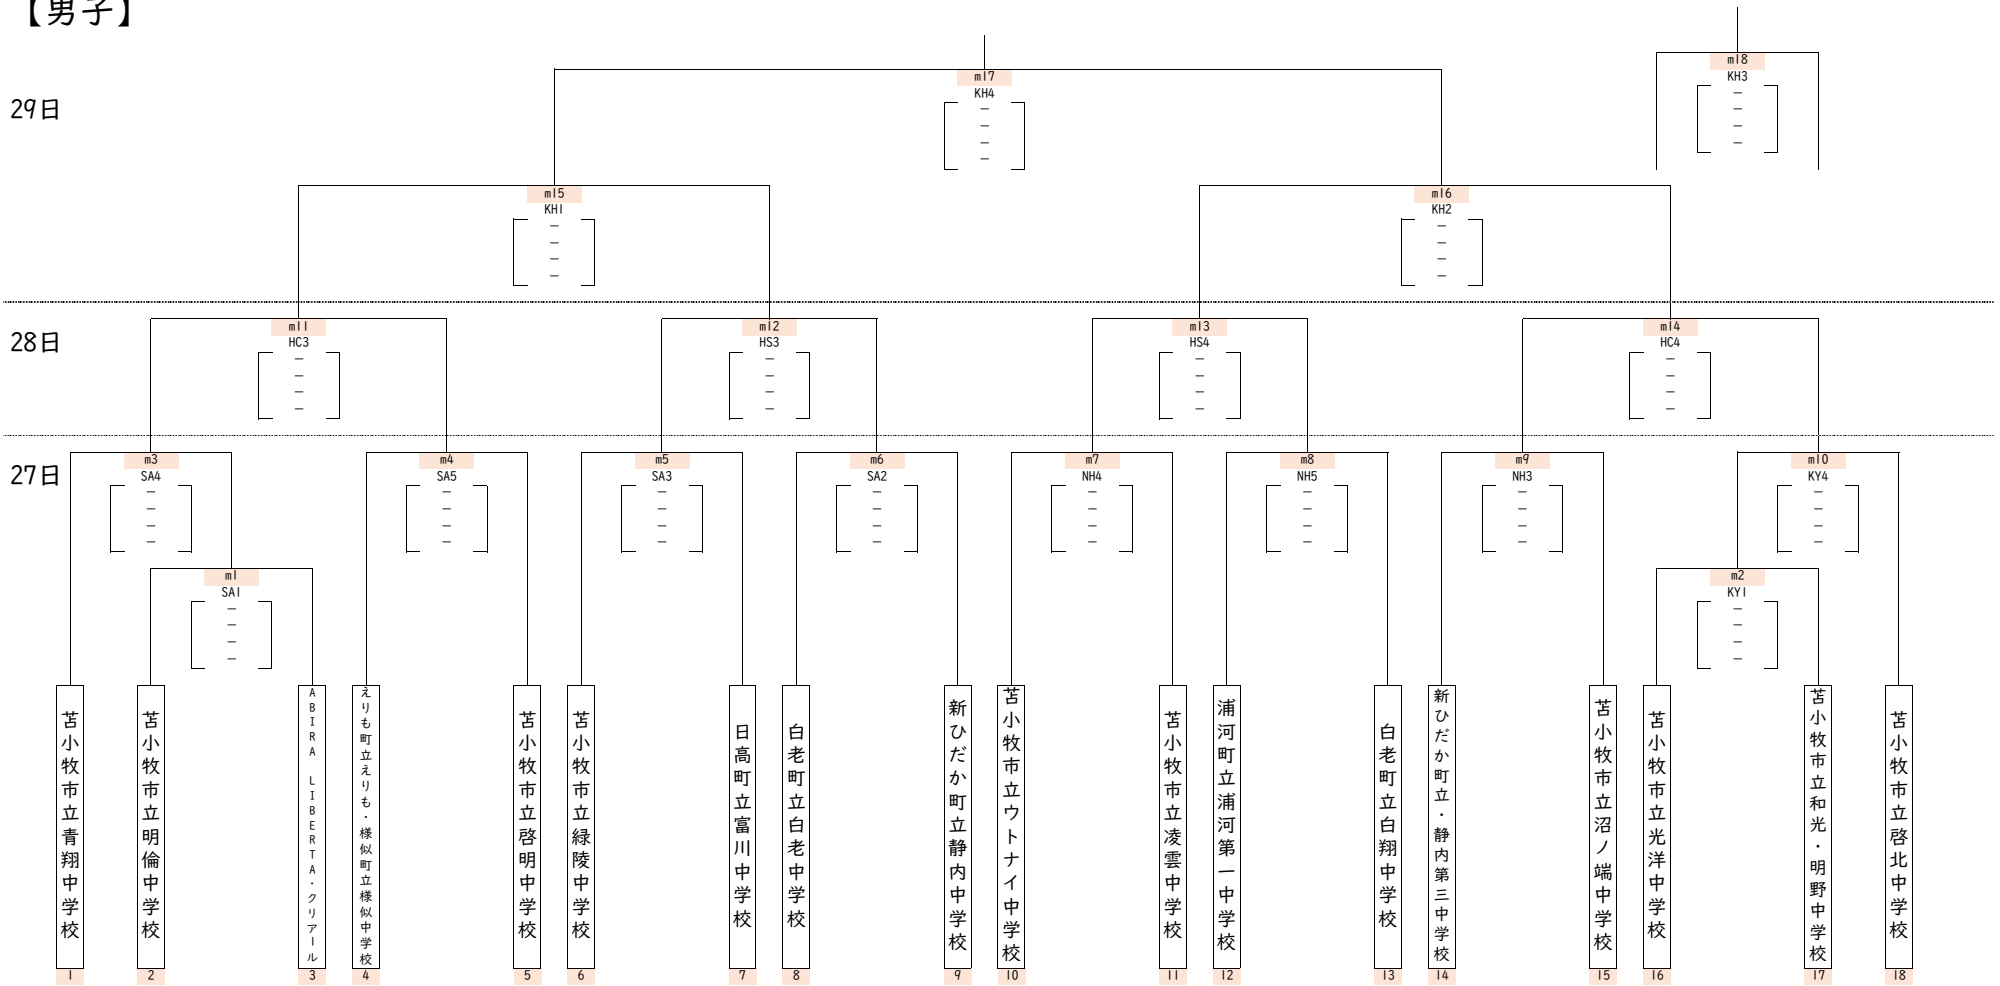 【男子】
m18
KH3
m17
KH4
29日
–
–
–
–
–
–
–
–
m15
KH1
–
–
–
–
m16
KH2
–
–
–
–
28日
m11
HC3
–
–
–
–
m12
HS3
–
–
–
–
m13
HS4
–
–
–
–
m14
HC4
–
–
–
–
27日
m3
SA4
–
–
–
–
m4
SA5
–
–
–
–
m5
SA3
–
–
–
–
m6
SA2
–
–
–
–
m7
NH4
–
–
–
–
m8
NH5
–
–
–
–
m9
NH3
–
–
–
–
m10
KY4
–
–
–
–
m1
SA1
–
–
–
–
m2
KY1
–
–
–
–
苫小牧市立青翔中学校
1
苫小牧市立明倫中学校
2
ABIRA LIBERTA・クリアール
3
えりも町立えりも・様似町立様似中学校
4
苫小牧市立啓明中学校
5
苫小牧市立緑陵中学校
6
日高町立富川中学校
7
白老町立白老中学校
8
新ひだか町立静内中学校
9
苫小牧市立ウトナイ中学校
10
苫小牧市立凌雲中学校
11
浦河町立浦河第一中学校
12
白老町立白翔中学校
13
新ひだか町立・静内第三中学校
14
苫小牧市立沼ノ端中学校
15
苫小牧市立光洋中学校
16
苫小牧市立和光・明野中学校
17
苫小牧市立啓北中学校
18